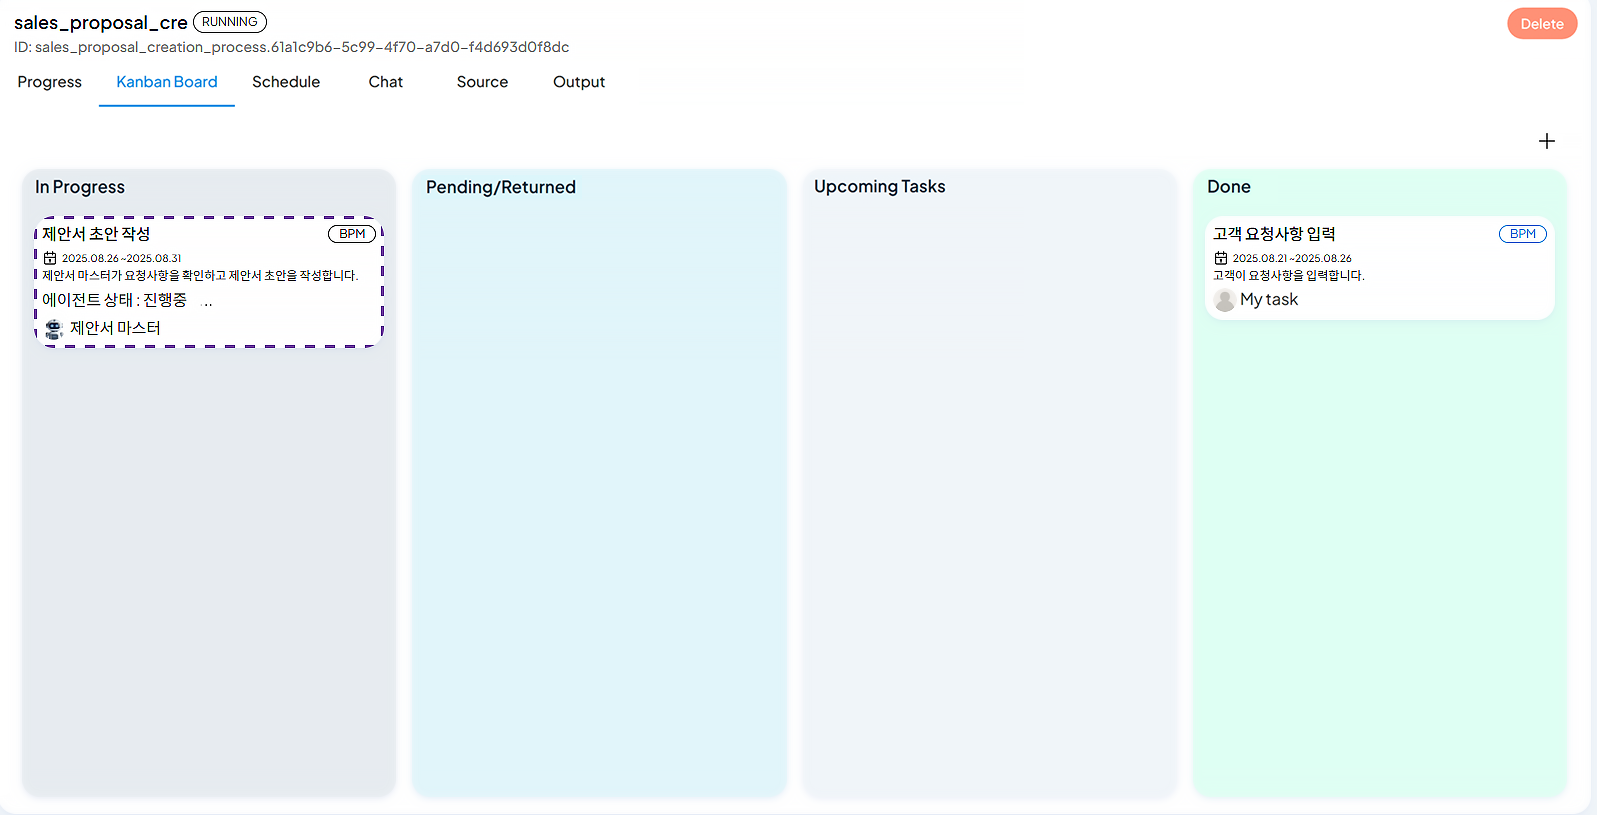 sales_proposal_cre RUNNING
Delete
ID: sales_proposal_creation_process.61a1c9b6-5c99-4f70-a7d0-f4d693d0f8dc
Progress Kanban Board Schedule Chat Source Output
In Progress
제안서 초안 작성 BPM
2025.08.26 ~2025.08.31
제안서 마스터가 요청사항을 확인하고 제안서 초안을 작성합니다.
에이전트 상태 : 진행중 ...
제안서 마스터
Pending/Returned
Upcoming Tasks
Done
고객 요청사항 입력 BPM
2025.08.21 ~2025.08.26
고객이 요청사항을 입력합니다.
My task